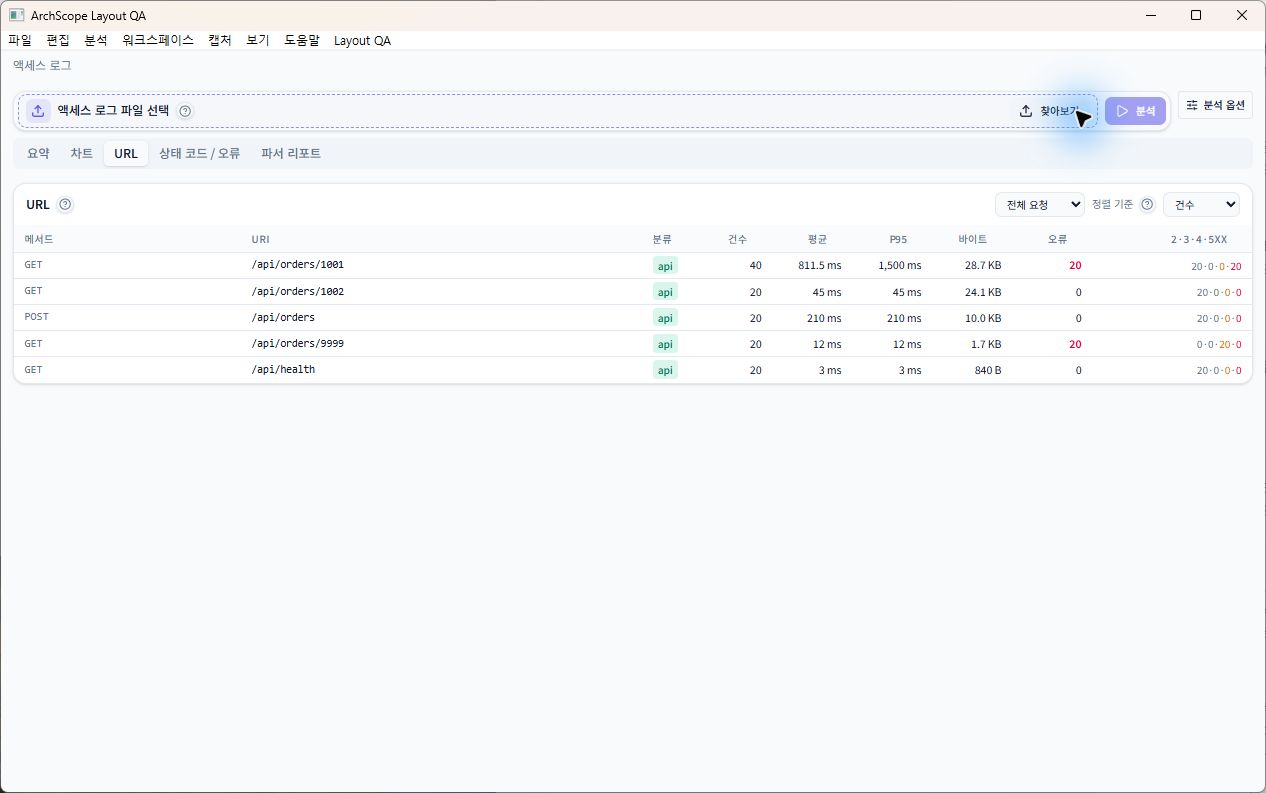 ArchScope Layout QA
파일 편집 분석 워크스페이스 캡처 보기 도움말 Layout QA
액세스 로그
액세스 로그 파일 선택 ? 찾아보기 분석 분석 옵션
요약 차트 URL 상태 코드 / 오류 파서 리포트
URL ? 전체 요청 정렬 기준 ? 건수
메서드 URI 분류 건수 평균 P95 바이트 오류 2·3·4·5XX
GET /api/orders/1001 api 40 811.5 ms 1,500 ms 28.7 KB 20 20·0·0·20
GET /api/orders/1002 api 20 45 ms 45 ms 24.1 KB 0 20·0·0·0
POST /api/orders api 20 210 ms 210 ms 10.0 KB 0 20·0·0·0
GET /api/orders/9999 api 20 12 ms 12 ms 1.7 KB 20 0·0·20·0
GET /api/health api 20 3 ms 3 ms 840 B 0 20·0·0·0